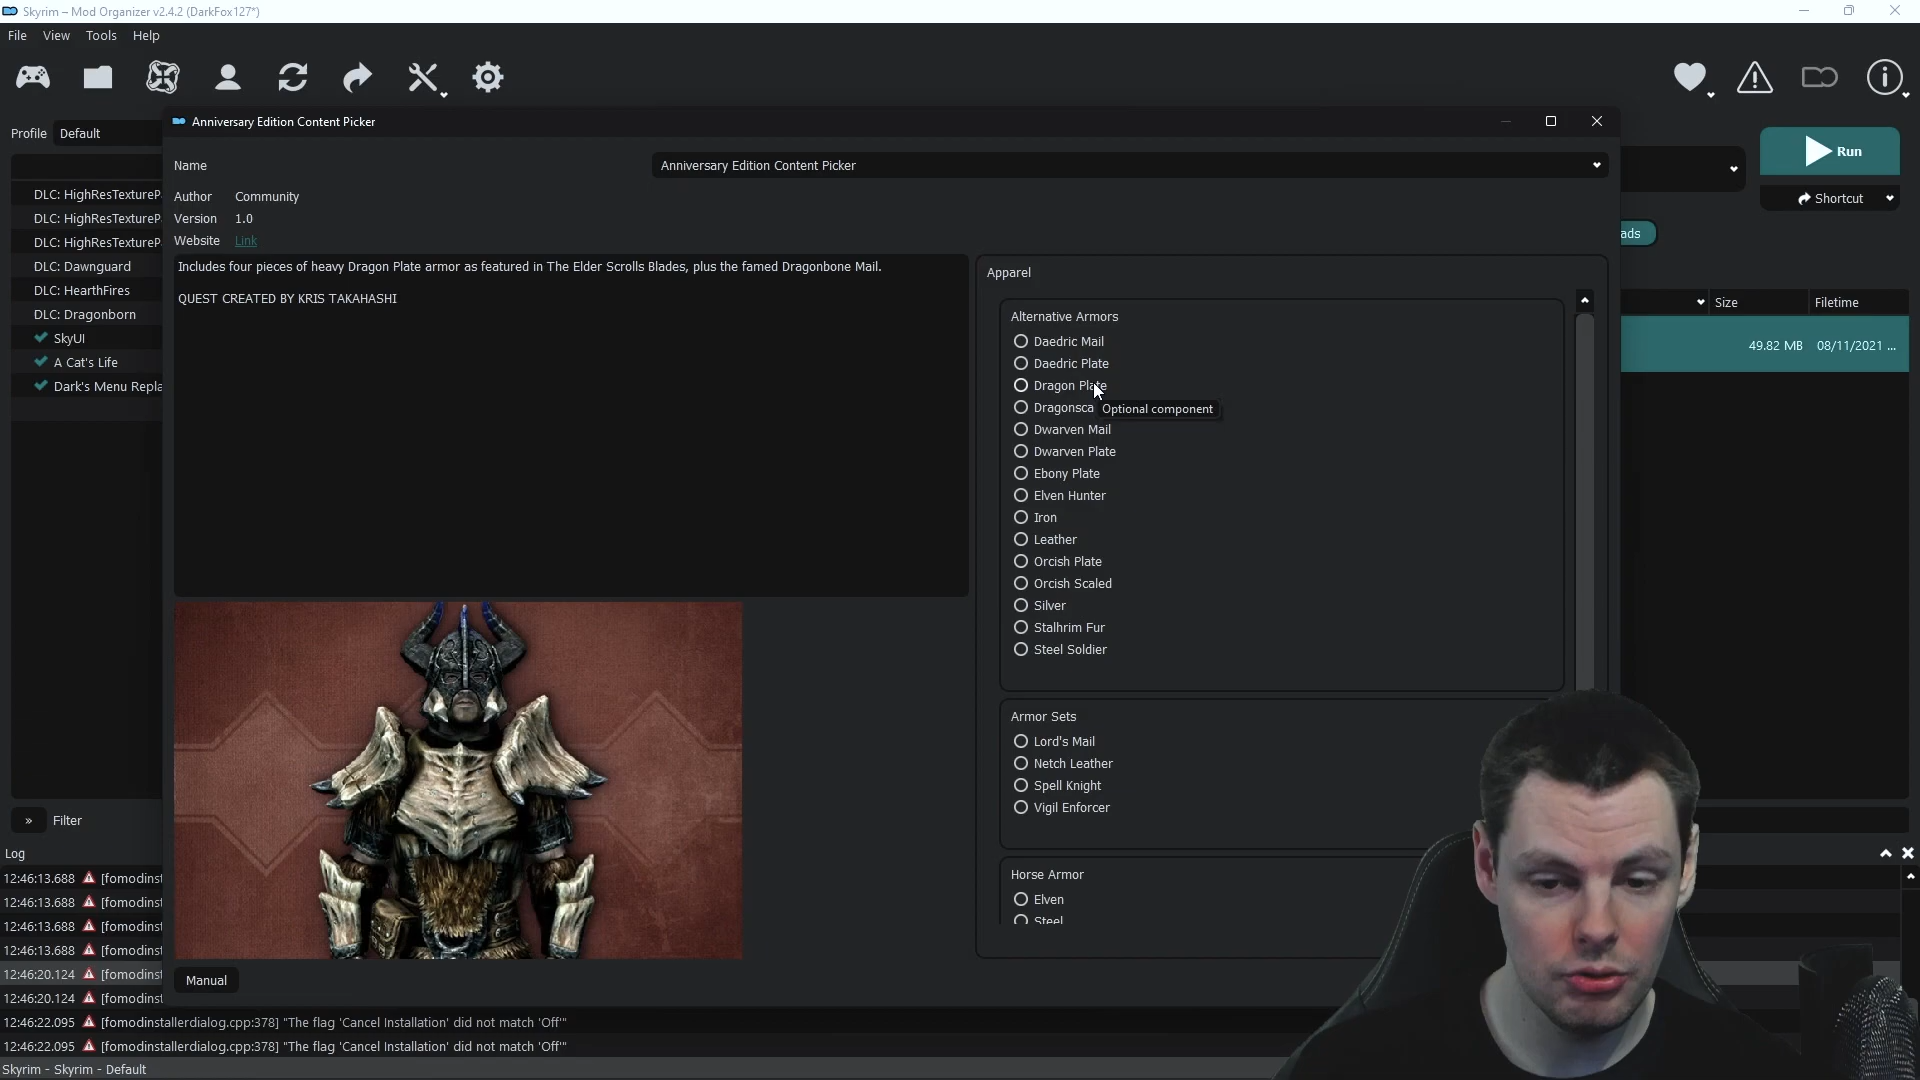 Skyrim – Mod Organizer v2.4.2 (DarkFox127*)
File View Tools Help
Profile Default
Anniversary Edition Content Picker
Name Anniversary Edition Content Picker
Author Community
Version 1.0
Website Link
Includes four pieces of heavy Dragon Plate armor as featured in The Elder Scrolls Blades, plus the famed Dragonbone Mail.
QUEST CREATED BY KRIS TAKAHASHI
Apparel
Alternative Armors
Daedric Mail
Daedric Plate
Dragon Plate
Dragonsca
Optional component
Dwarven Mail
Dwarven Plate
Ebony Plate
Elven Hunter
Iron
Leather
Orcish Plate
Orcish Scaled
Silver
Stalhrim Fur
Steel Soldier
Armor Sets
Lord's Mail
Netch Leather
Spell Knight
Vigil Enforcer
Horse Armor
Elven
Steel
Manual
Run
Shortcut
ads
Size Filetime
49.82 MB 08/11/2021 ...
DLC: HighResTextureP
DLC: HighResTextureP
DLC: HighResTextureP
DLC: Dawnguard
DLC: HearthFires
DLC: Dragonborn
SkyUI
A Cat's Life
Dark's Menu Repla
» Filter
Log
12:46:13.688 [fomodinst
12:46:13.688 [fomodinst
12:46:13.688 [fomodinst
12:46:13.688 [fomodinst
12:46:20.124 [fomodinst
12:46:20.124 [fomodinst
12:46:22.095 [fomodinstallerdialog.cpp:378] "The flag 'Cancel Installation' did not match 'Off'"
12:46:22.095 [fomodinstallerdialog.cpp:378] "The flag 'Cancel Installation' did not match 'Off'"
Skyrim - Skyrim - Default